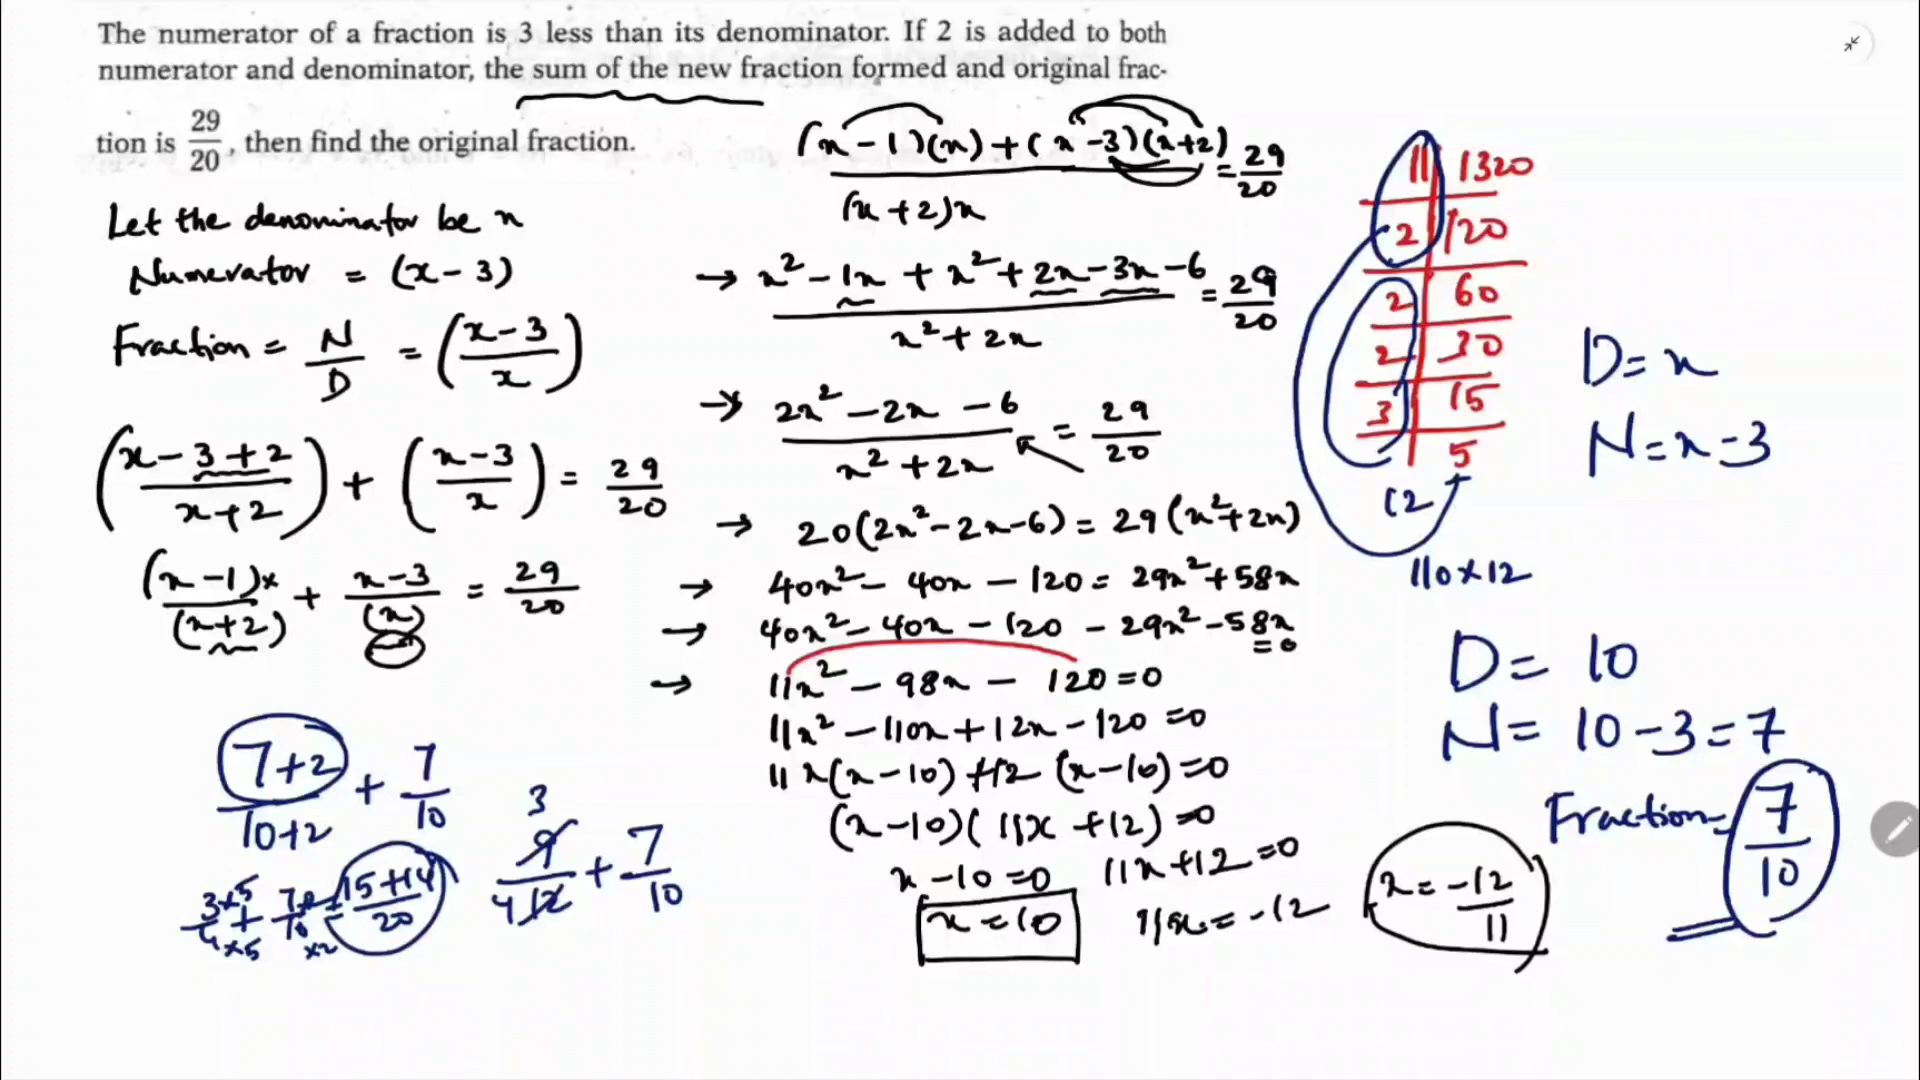 The numerator of a fraction is 3 less than its denominator. If 2 is added to both
numerator and denominator, the sum of the new fraction formed and original frac-
tion is 29/20, then find the original fraction.
Let the denominator be x
Numerator = (x-3)
Fraction = N/D = ((x-3)/x)
((x-3+2)/(x+2)) + ((x-3)/x) = 29/20
(x-1)x/(x+2) + (x-3)/(x) = 29/20
((x-1)(x)+(x-3)(x+2))/((x+2)x) = 29/20
→ (x²-1x+x²+2x-3x-6)/(x²+2x) = 29/20
→ (2x²-2x-6)/(x²+2x) = 29/20
→ 20(2x²-2x-6) = 29(x²+2x)
→ 40x²-40x-120 = 29x²+58x
→ 40x²-40x-120-29x²-58x =0
→ 11x²-98x-120=0
11x²-110x+12x-120=0
11x(x-10)+12(x-10)=0
(x-10)(11x+12)=0
x-10=0 11x+12=0
x=10 11x=-12 x=-12/11
11 | 1320
2 | 120
2 | 60
2 | 30
3 | 15
5
12
110x12
D=x
N=x-3
D= 10
N= 10-3=7
Fraction= 7/10
(7+2)/(10+2) + 7/10
3 9/12 4 + 7/10
3x5/4x5 + 7x2/10x2 = (15+14)/20